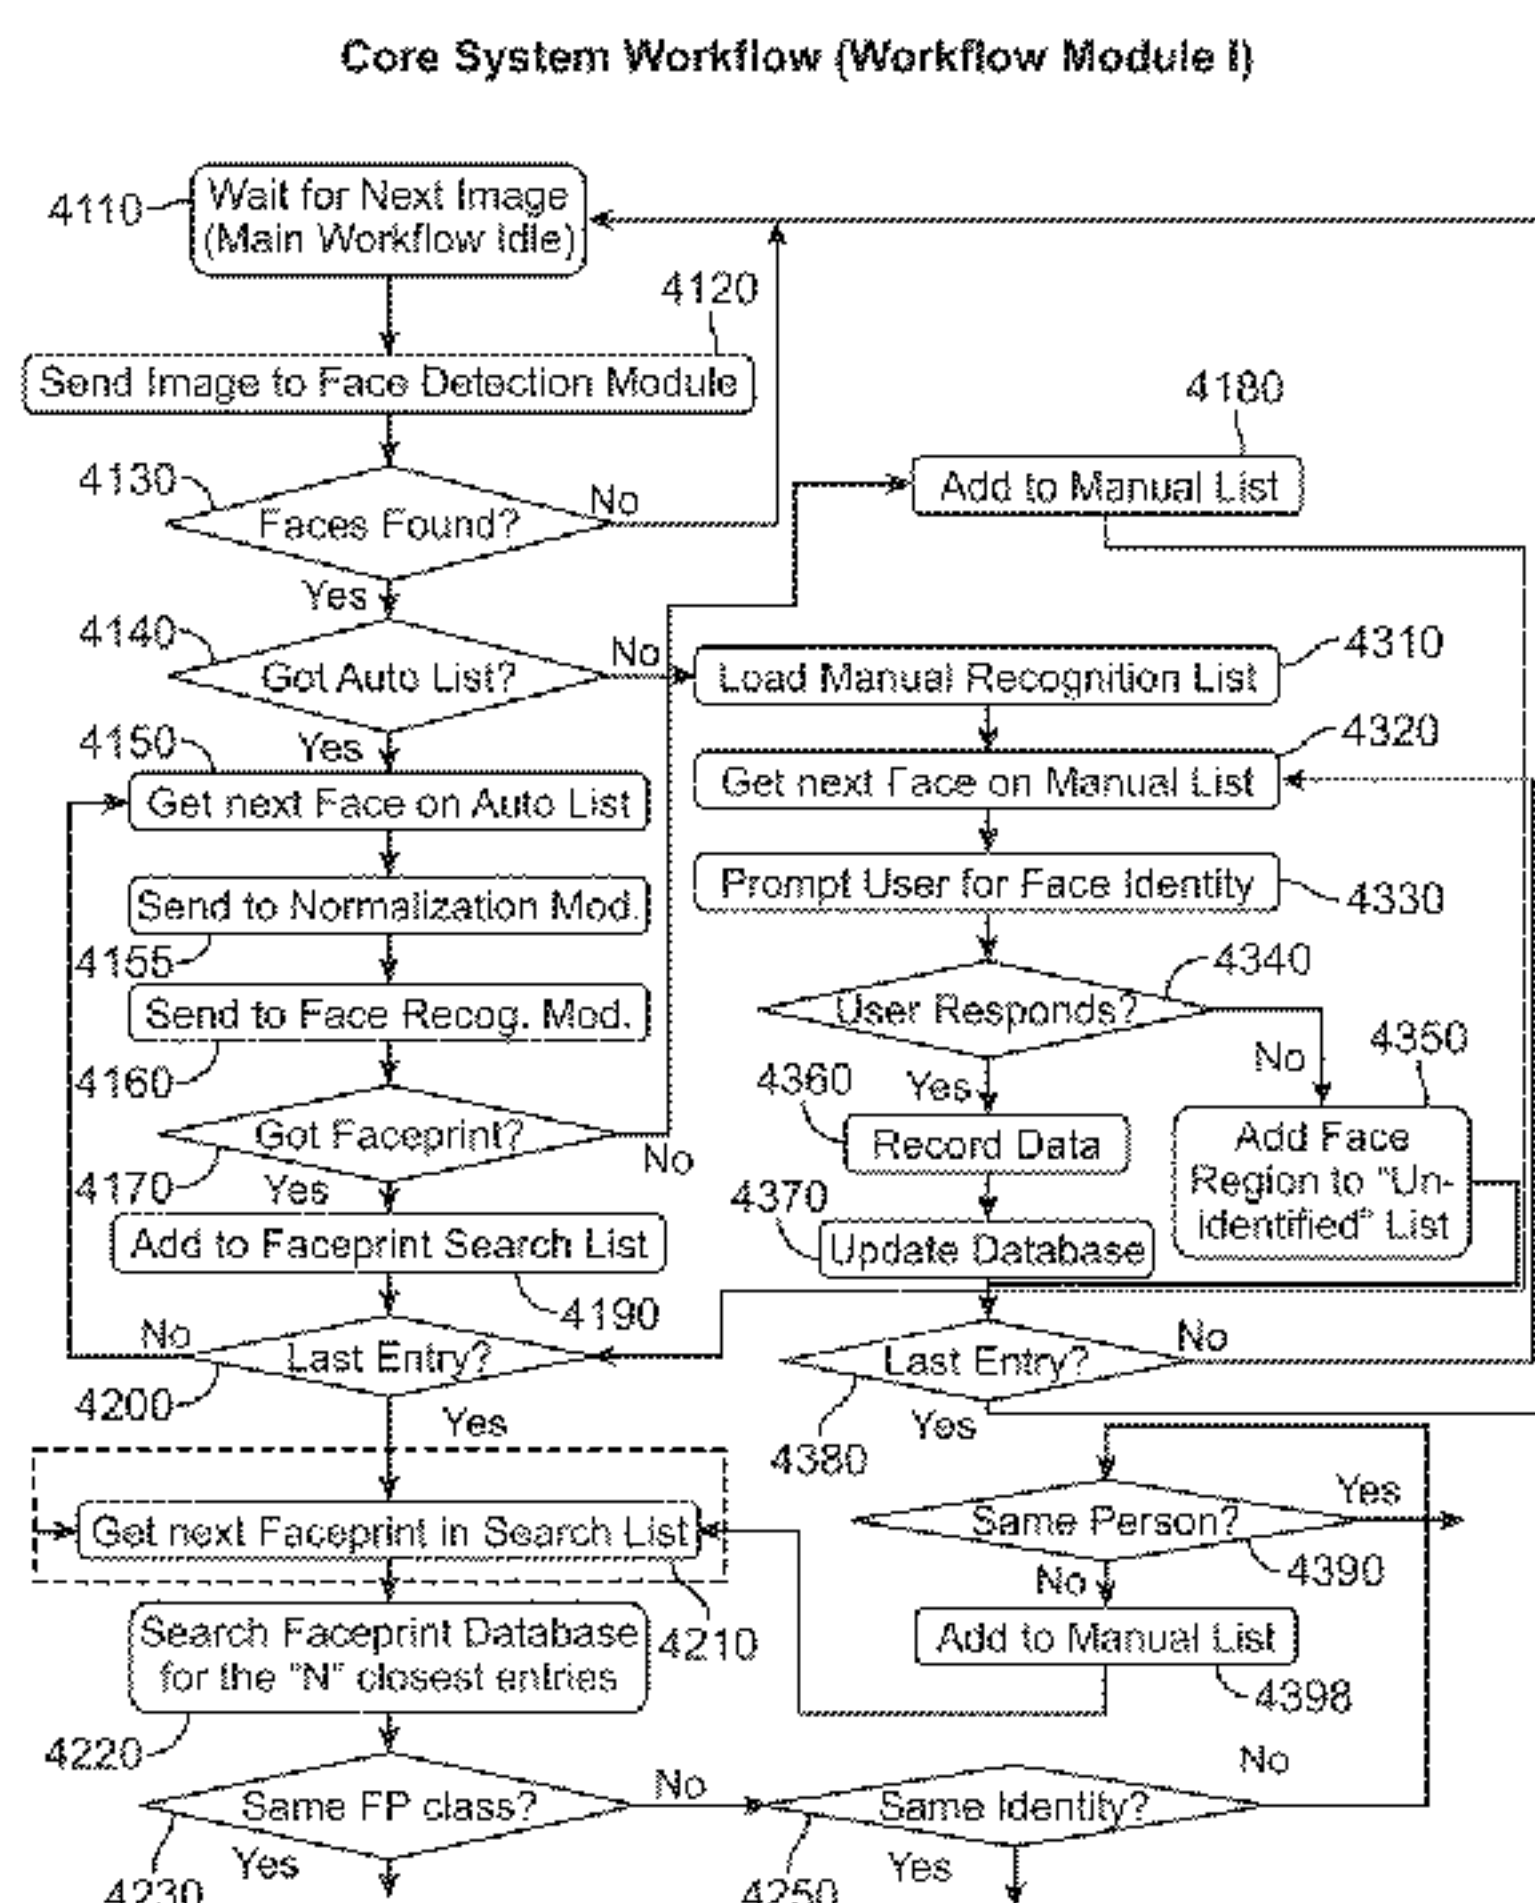 Core System Workflow (Workflow Module I)
4110
Wait for Next Image
(Main Workflow Idle)
4120
Send Image to Face Detection Module
4180
Add to Manual List
4130
Faces Found?
No
Yes
4140
Got Auto List?
No
Load Manual Recognition List
4310
Yes
4150
Get next Face on Auto List
Get next Face on Manual List
4320
Send to Normalization Mod.
4155
Prompt User for Face Identity
4330
Send to Face Recog. Mod.
4160
User Responds?
4340
No
4350
Yes
4360
Record Data
Add Face
Region to "Un-
identified" List
Got Faceprint?
No
4170
Yes
4370
Update Database
Add to Faceprint Search List
4190
No
Last Entry?
4200
Yes
Last Entry?
No
Yes
4380
Get next Faceprint in Search List
4210
Same Person?
Yes
4390
No
Add to Manual List
4398
Search Faceprint Database
for the "N" closest entries
4220
Same FP class?
No
Yes
4230
Same Identity?
No
Yes
4250